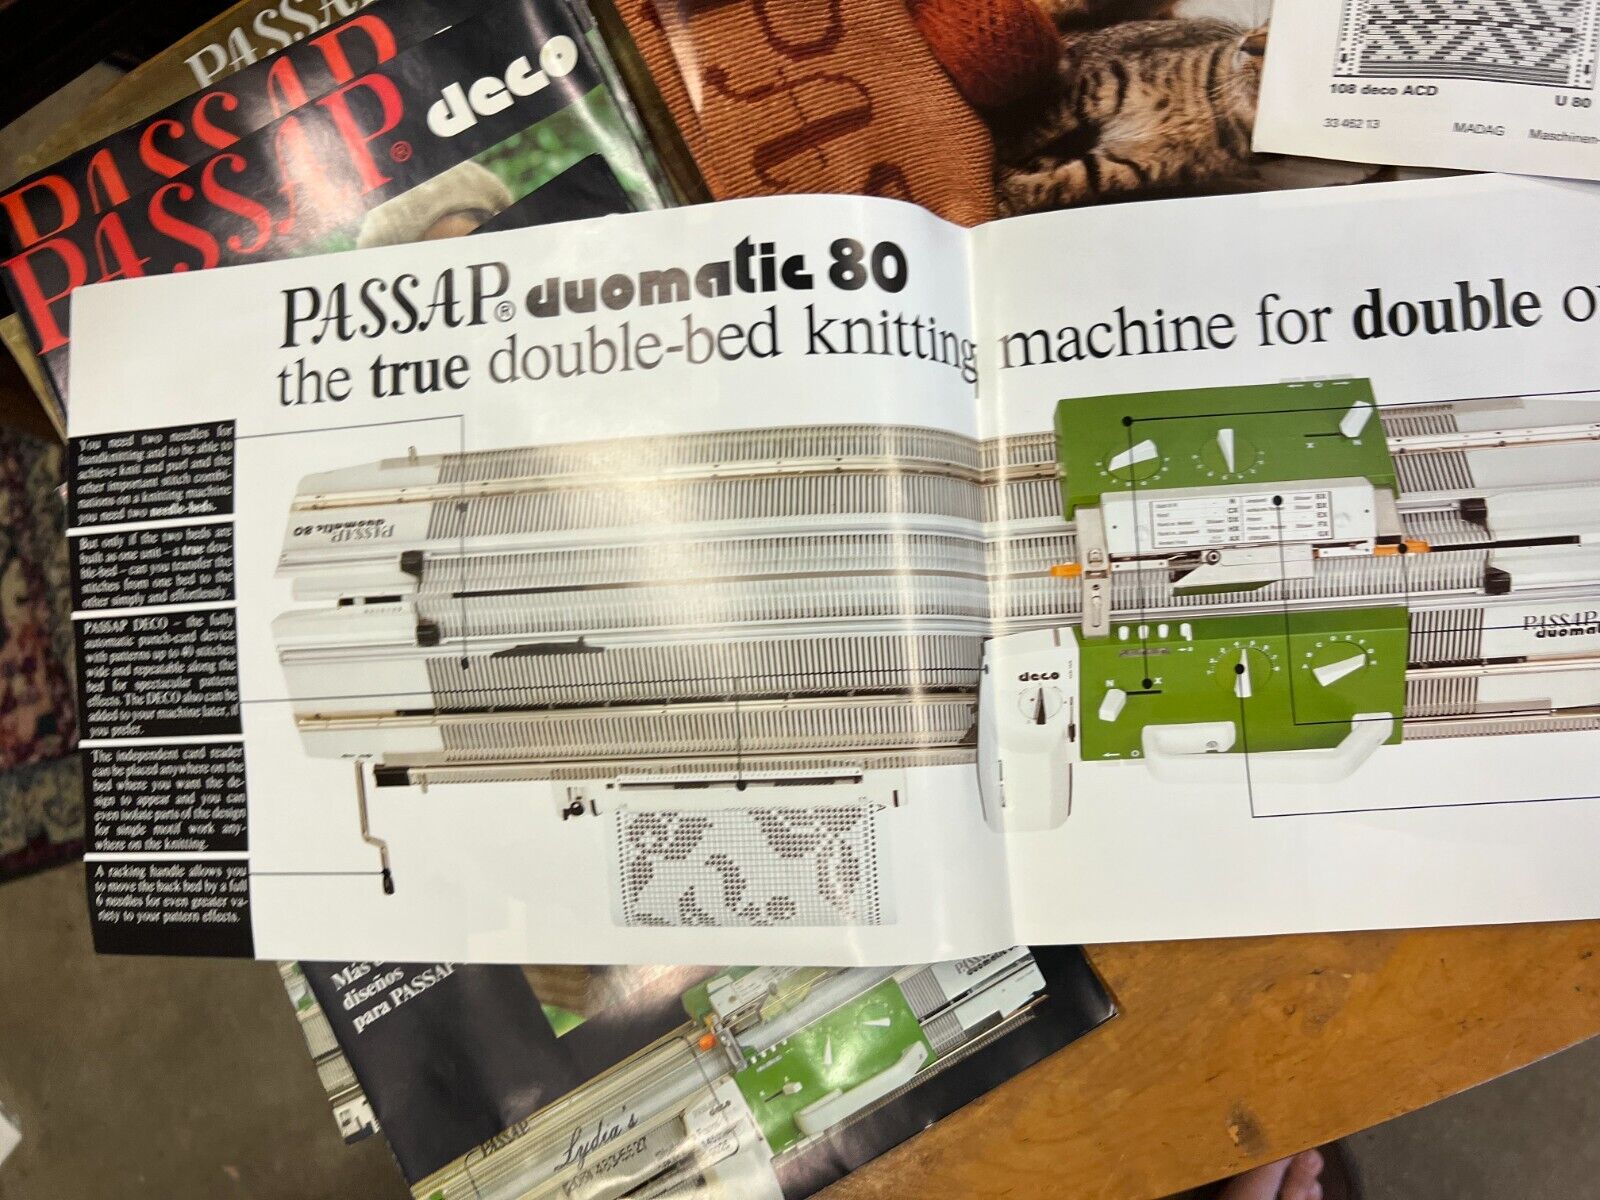 PASSAP
PASSAP
PASSAP® deco
108 deco ACD
U 80
33 462 13
MADAG
Maschinen-
PASSAP® duomatic 80
the true double-bed knitting machine for double
You need two needles for
handknitting and to be able to
achieve knit and purl and the
other important stitch combi-
nations on a knitting machine
you need two needle-beds.
But only if the two beds are
built as one unit – a true dou-
ble-bed – can you transfer the
stitches from one bed to the
other simply and effortlessly.
PASSAP DECO – the fully
automatic punch-card device
with patterns up to 40 stitches
wide and repeatable along the
bed for spectacular pattern
effects. The DECO also can be
added to your machine later, if
you prefer.
The independent card reader
can be placed anywhere on the
bed where you want the de-
sign to appear and you can
even isolate parts of the design
for single motif work any-
where on the knitting.
A racking handle allows you
to move the back bed by a full
6 needles for even greater va-
riety to your pattern effects.
PASSAP
duomatic 80
deco
N
X
PASSAP
Más
diseños
para PASSAP
PASSAP
Lydia's
483-6627